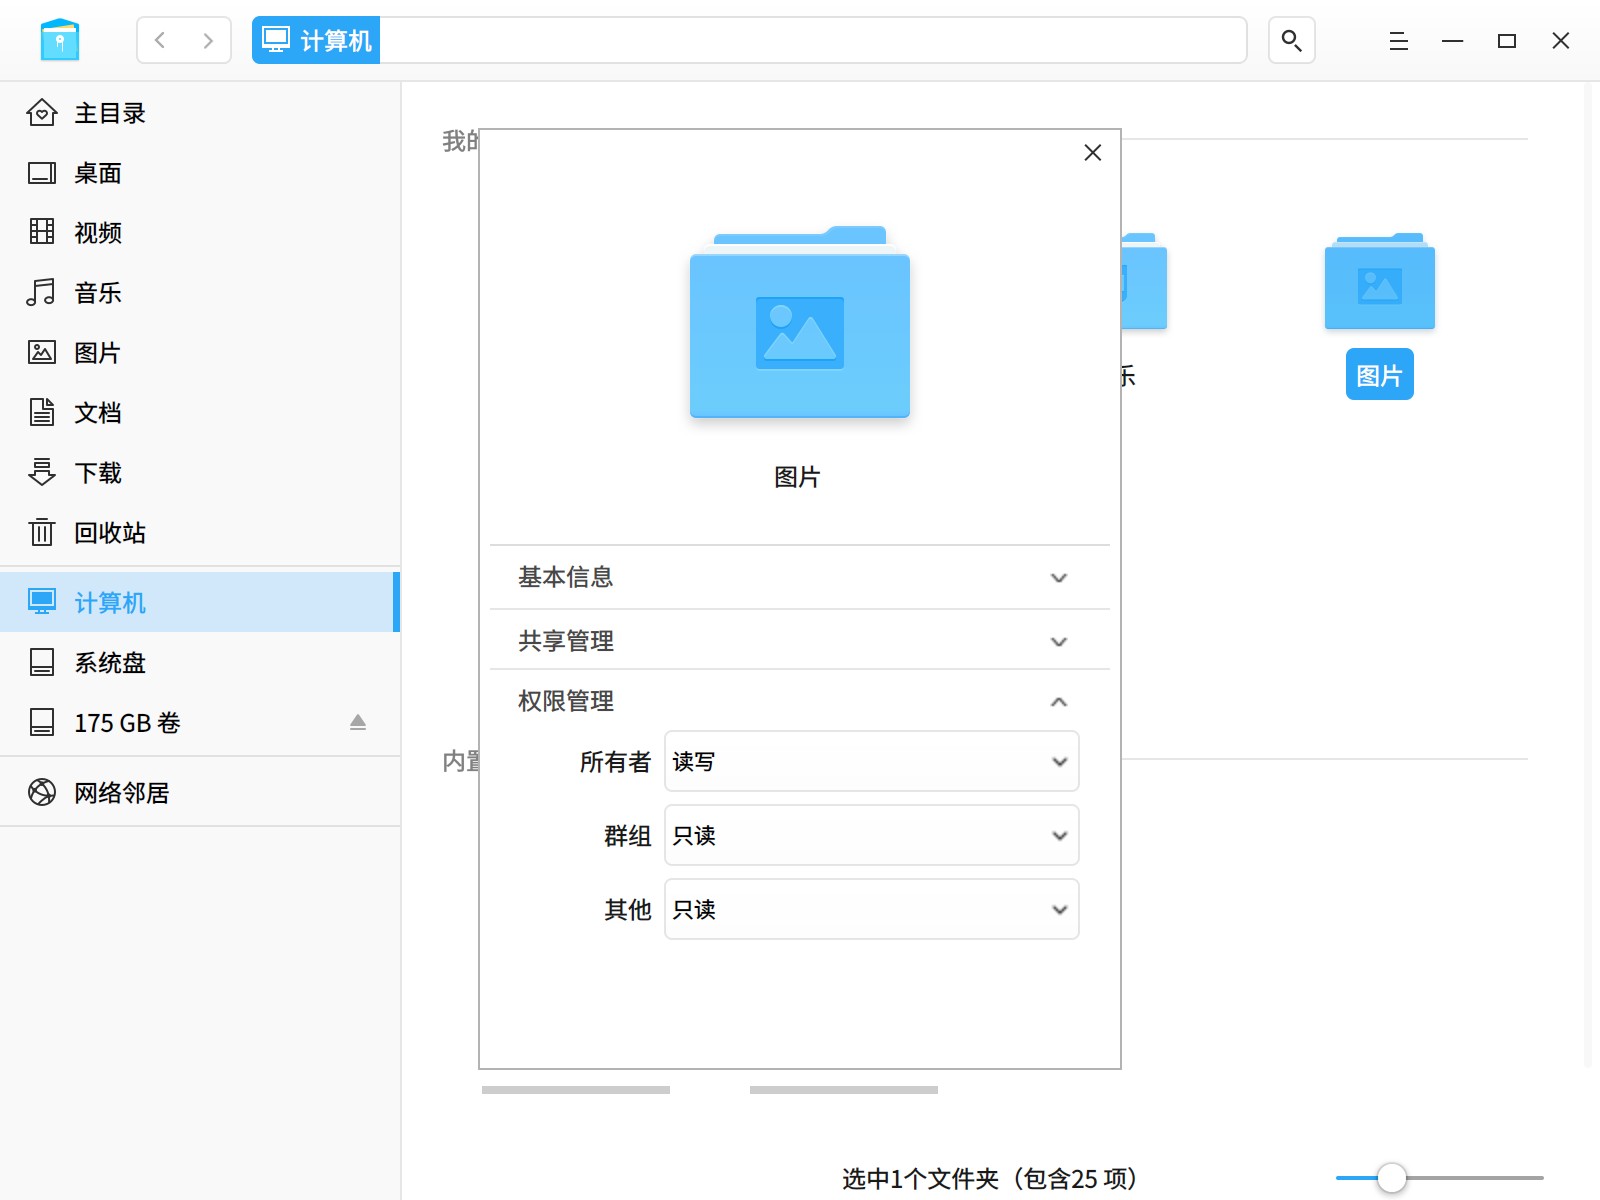 计算机
主目录
桌面
视频
音乐
图片
文档
下载
回收站
计算机
系统盘
175 GB 卷
网络邻居
我的
乐
图片
图片
基本信息
共享管理
权限管理
所有者 读写
群组 只读
其他 只读
内置
选中1个文件夹（包含25 项）